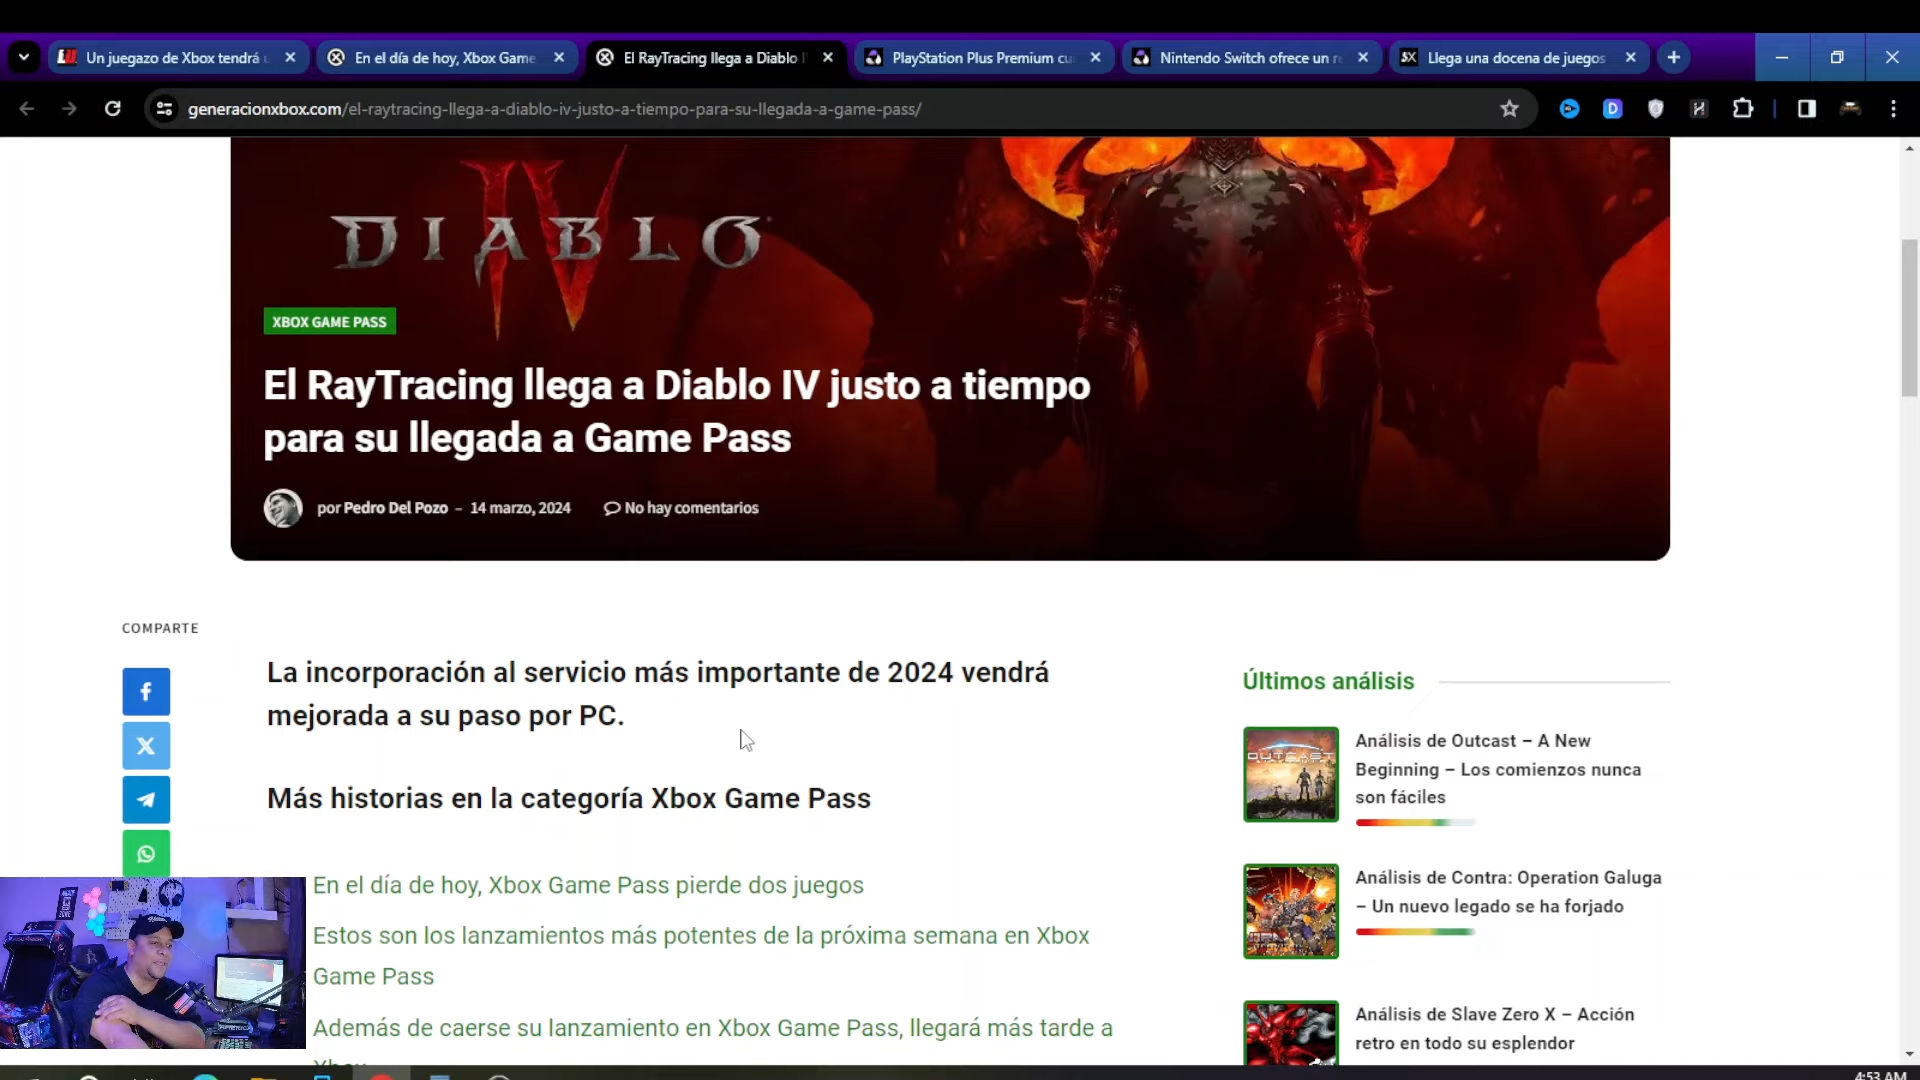 Un juegazo de Xbox tendrá
En el día de hoy, Xbox Game
El RayTracing llega a Diablo I
PlayStation Plus Premium cu
Nintendo Switch ofrece un r
Llega una docena de juegos
generacionxbox.com/el-raytracing-llega-a-diablo-iv-justo-a-tiempo-para-su-llegada-a-game-pass/
DIABLO
IV
XBOX GAME PASS
El RayTracing llega a Diablo IV justo a tiempo
para su llegada a Game Pass
por Pedro Del Pozo – 14 marzo, 2024
No hay comentarios
COMPARTE
La incorporación al servicio más importante de 2024 vendrá
mejorada a su paso por PC.
Más historias en la categoría Xbox Game Pass
En el día de hoy, Xbox Game Pass pierde dos juegos
Estos son los lanzamientos más potentes de la próxima semana en Xbox
Game Pass
Además de caerse su lanzamiento en Xbox Game Pass, llegará más tarde a
Xbox
Últimos análisis
OUTCAST
Análisis de Outcast – A New
Beginning – Los comienzos nunca
son fáciles
Análisis de Contra: Operation Galuga
– Un nuevo legado se ha forjado
Análisis de Slave Zero X – Acción
retro en todo su esplendor
4:53 AM